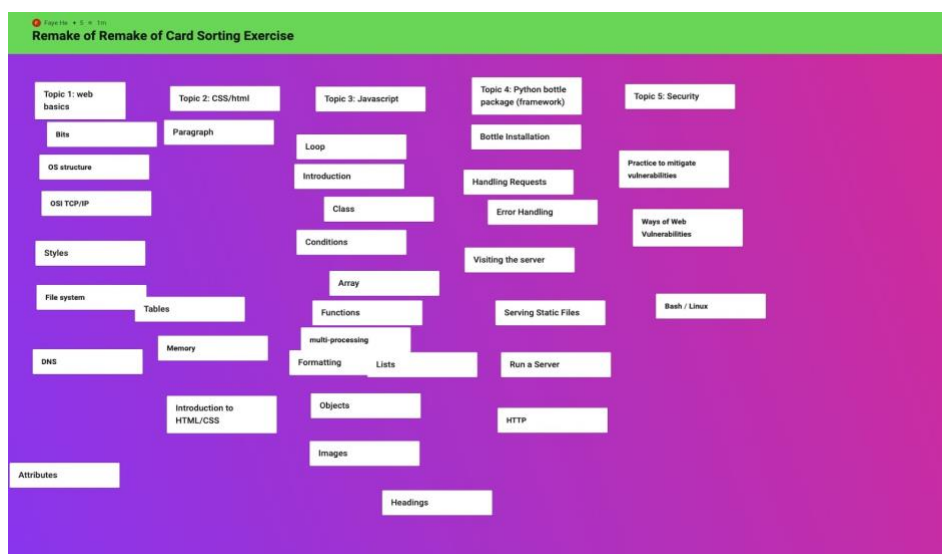 Faye He • 5 • 1m
Remake of Remake of Card Sorting Exercise
Topic 1: web
basics
Bits
OS structure
OSI TCP/IP
Styles
File system
DNS
Attributes
Topic 2: CSS/html
Paragraph
Tables
Memory
Introduction to
HTML/CSS
Topic 3: Javascript
Loop
Introduction
Class
Conditions
Array
Functions
multi-processing
Formatting
Lists
Objects
Images
Headings
Topic 4: Python bottle
package (framework)
Bottle Installation
Handling Requests
Error Handling
Visiting the server
Serving Static Files
Run a Server
HTTP
Topic 5: Security
Practice to mitigate
vulnerabilities
Ways of Web
Vulnerabilities
Bash / Linux